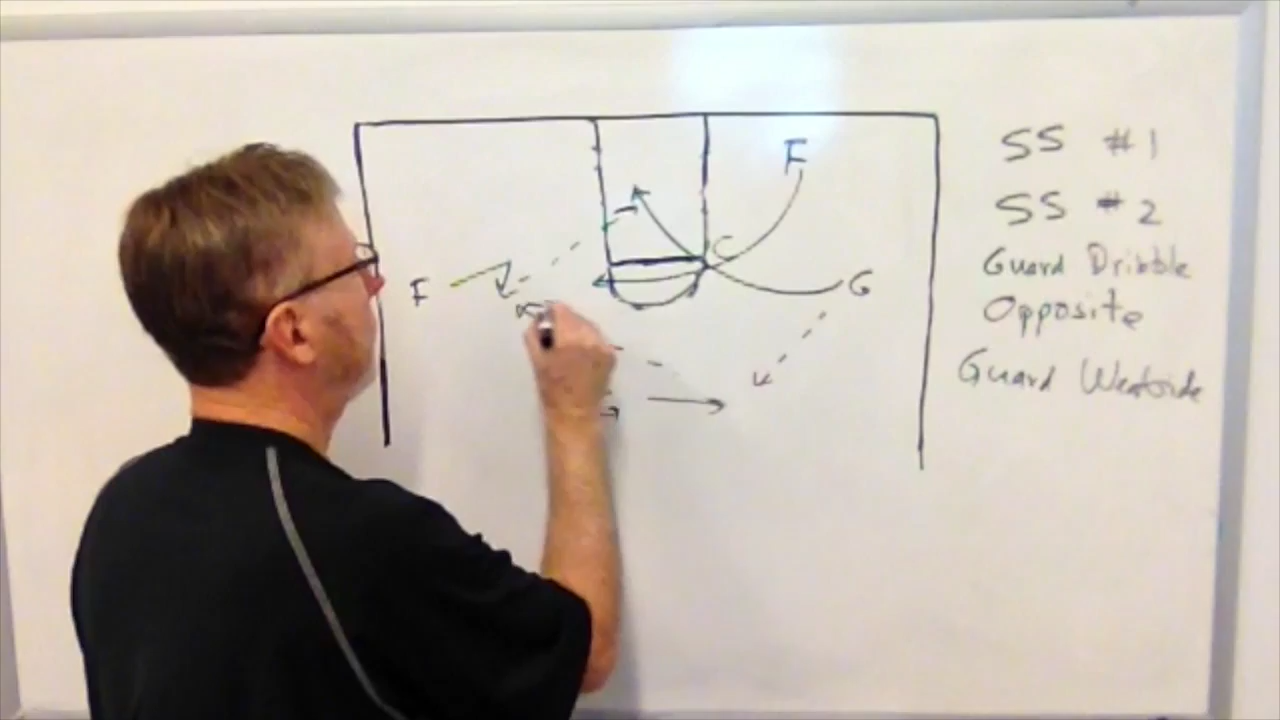 F
C
F
G
SS #1
SS #2
Guard Dribble
Opposite
Guard Weakside